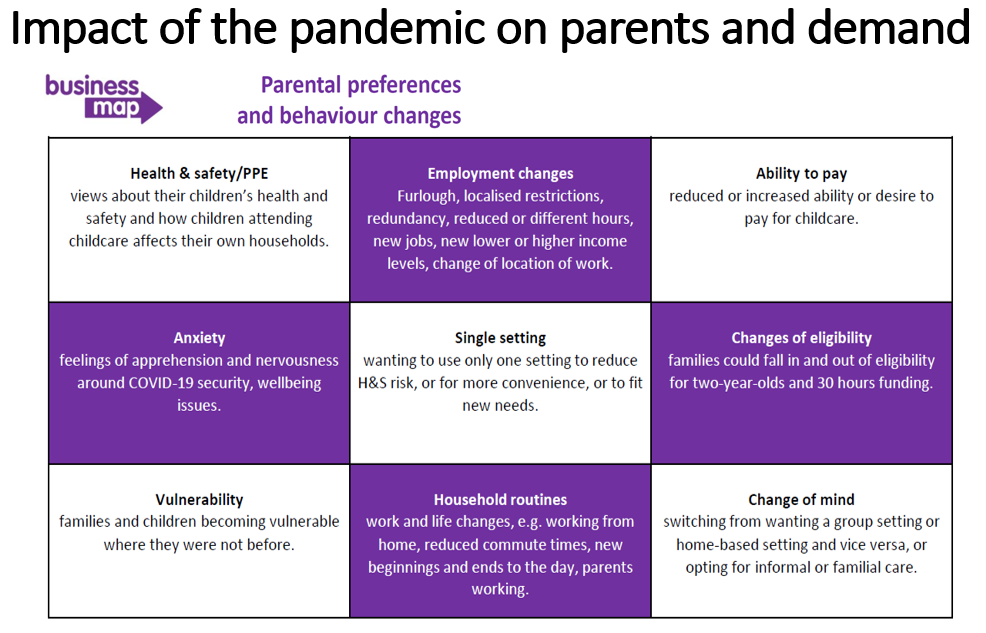 Impact of the pandemic on parents and demand
business
map
Parental preferences
and behaviour changes
Health & safety/PPE
views about their children’s health and
safety and how children attending
childcare affects their own households.
Employment changes
Furlough, localised restrictions,
redundancy, reduced or different hours,
new jobs, new lower or higher income
levels, change of location of work.
Ability to pay
reduced or increased ability or desire to
pay for childcare.
Anxiety
feelings of apprehension and nervousness
around COVID-19 security, wellbeing
issues.
Single setting
wanting to use only one setting to reduce
H&S risk, or for more convenience, or to fit
new needs.
Changes of eligibility
families could fall in and out of eligibility
for two-year-olds and 30 hours funding.
Vulnerability
families and children becoming vulnerable
where they were not before.
Household routines
work and life changes, e.g. working from
home, reduced commute times, new
beginnings and ends to the day, parents
working.
Change of mind
switching from wanting a group setting or
home-based setting and vice versa, or
opting for informal or familial care.